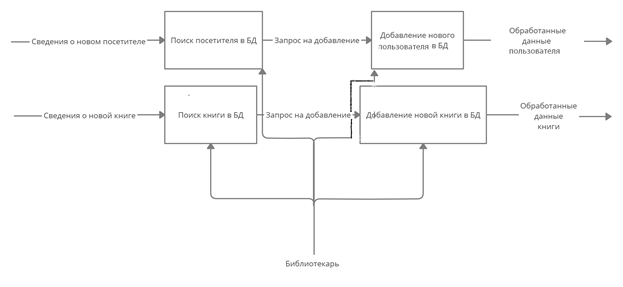 Сведения о новом посетителе
Поиск посетителя в БД
Запрос на добавление
Добавление нового
пользователя в БД
Обработанные
данные
пользователя
Сведения о новой книге
Поиск книги в БД
Запрос на добавление
Добавление новой книги в БД
Обработанные
данные
книги
Библиотекарь